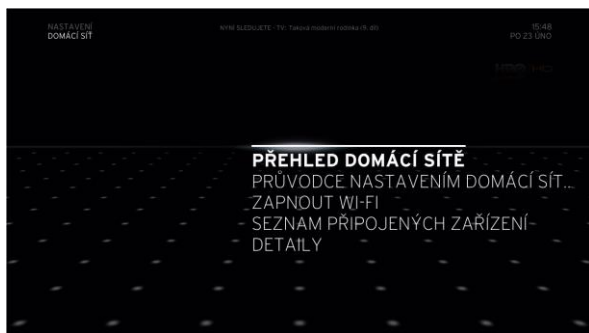 NASTAVENÍ
DOMÁCÍ SÍŤ
NYNÍ SLEDUJETE - TV: Taková moderní rodinka (9. díl)
15:48
PO 23 ÚNO
PŘEHLED DOMÁCÍ SÍTĚ
PRŮVODCE NASTAVENÍM DOMÁCÍ SÍT...
ZAPNOUT WI-FI
SEZNAM PŘIPOJENÝCH ZAŘÍZENÍ
DETAILY